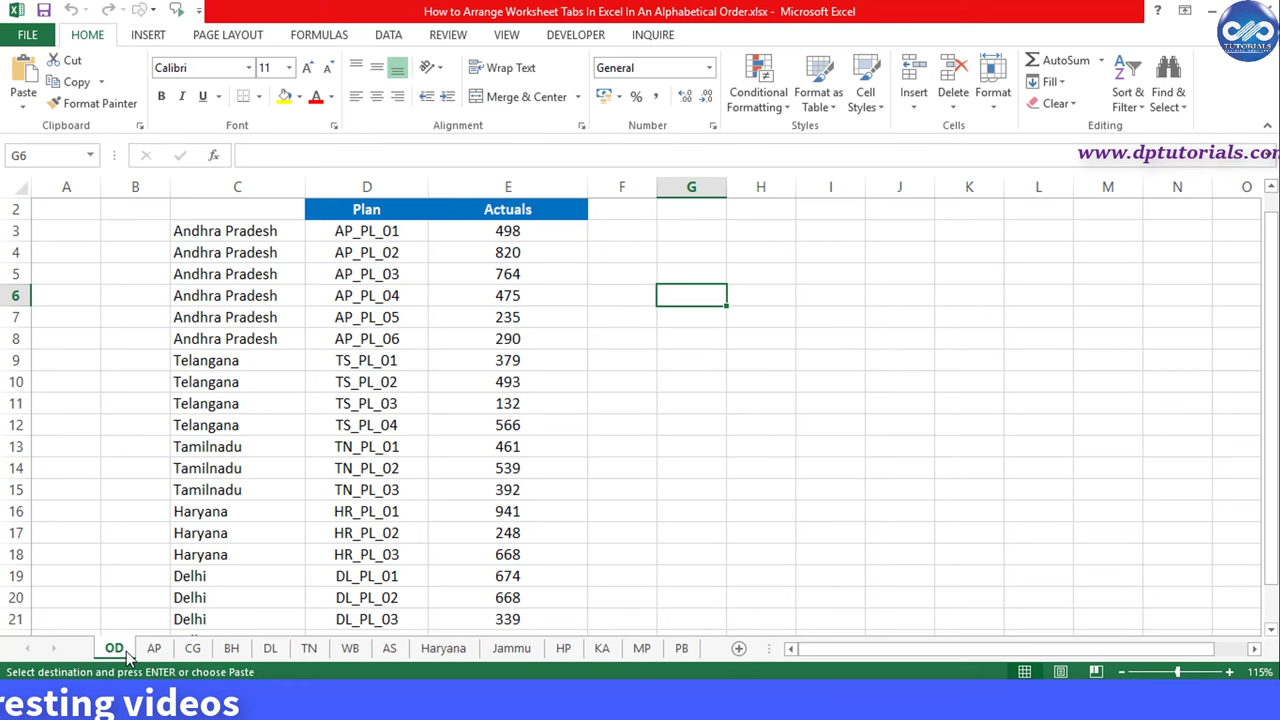 How to Arrange Worksheet Tabs In Excel In An Alphabetical Order.xlsx - Microsoft Excel
?
TUTORIALS
FILE HOME INSERT PAGE LAYOUT FORMULAS DATA REVIEW VIEW DEVELOPER INQUIRE
Paste
Cut
Copy
Format Painter
Clipboard
Calibri 11
B I U
Font
Wrap Text
Merge & Center
Alignment
General
%
Number
Conditional Formatting
Format as Table
Cell Styles
Styles
Insert Delete Format
Cells
AutoSum
Fill
Clear
Sort & Filter
Find & Select
Editing
G6
fx
www.dptutorials.com
A B C D E F G H I J K L M N O
2 Plan Actuals
3 Andhra Pradesh AP_PL_01 498
4 Andhra Pradesh AP_PL_02 820
5 Andhra Pradesh AP_PL_03 764
6 Andhra Pradesh AP_PL_04 475
7 Andhra Pradesh AP_PL_05 235
8 Andhra Pradesh AP_PL_06 290
9 Telangana TS_PL_01 379
10 Telangana TS_PL_02 493
11 Telangana TS_PL_03 132
12 Telangana TS_PL_04 566
13 Tamilnadu TN_PL_01 461
14 Tamilnadu TN_PL_02 539
15 Tamilnadu TN_PL_03 392
16 Haryana HR_PL_01 941
17 Haryana HR_PL_02 248
18 Haryana HR_PL_03 668
19 Delhi DL_PL_01 674
20 Delhi DL_PL_02 668
21 Delhi DL_PL_03 339
OD AP CG BH DL TN WB AS Haryana Jammu HP KA MP PB
Select destination and press ENTER or choose Paste
115%
resting videos